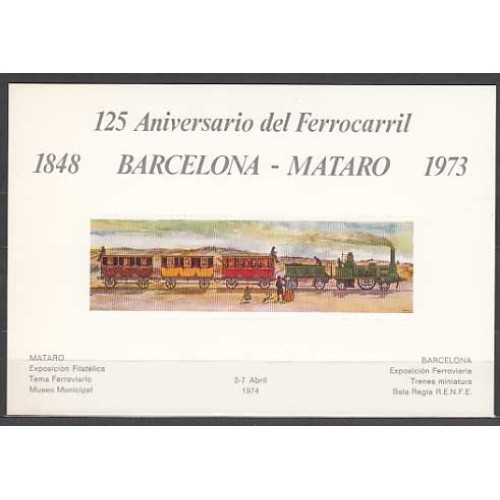 125 Aniversario del Ferrocarril
1848 BARCELONA - MATARO 1973
MATARO
Exposición Filatélica
Tema Ferroviario
Museo Municipal
2-7 Abril
1974
BARCELONA
Exposición Ferroviaria
Trenes miniatura
Sala Regia R.E.N.F.E.